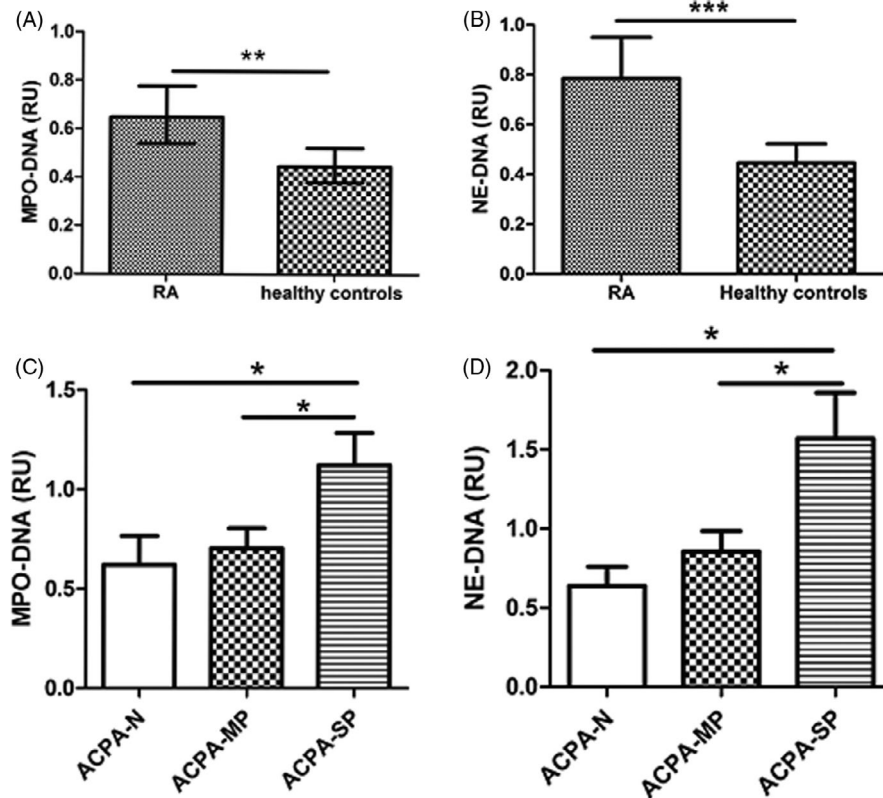 (A)
MPO-DNA (RU)
1.0
0.8
0.6
0.4
0.2
0.0
**
RA healthy controls
(B)
NE-DNA (RU)
1.0
0.8
0.6
0.4
0.2
0.0
***
RA Healthy controls
(C)
MPO-DNA (RU)
1.5
1.0
0.5
0.0
*
*
ACPA-N
ACPA-MP
ACPA-SP
(D)
NE-DNA (RU)
2.0
1.5
1.0
0.5
0.0
*
*
ACPA-N
ACPA-MP
ACPA-SP